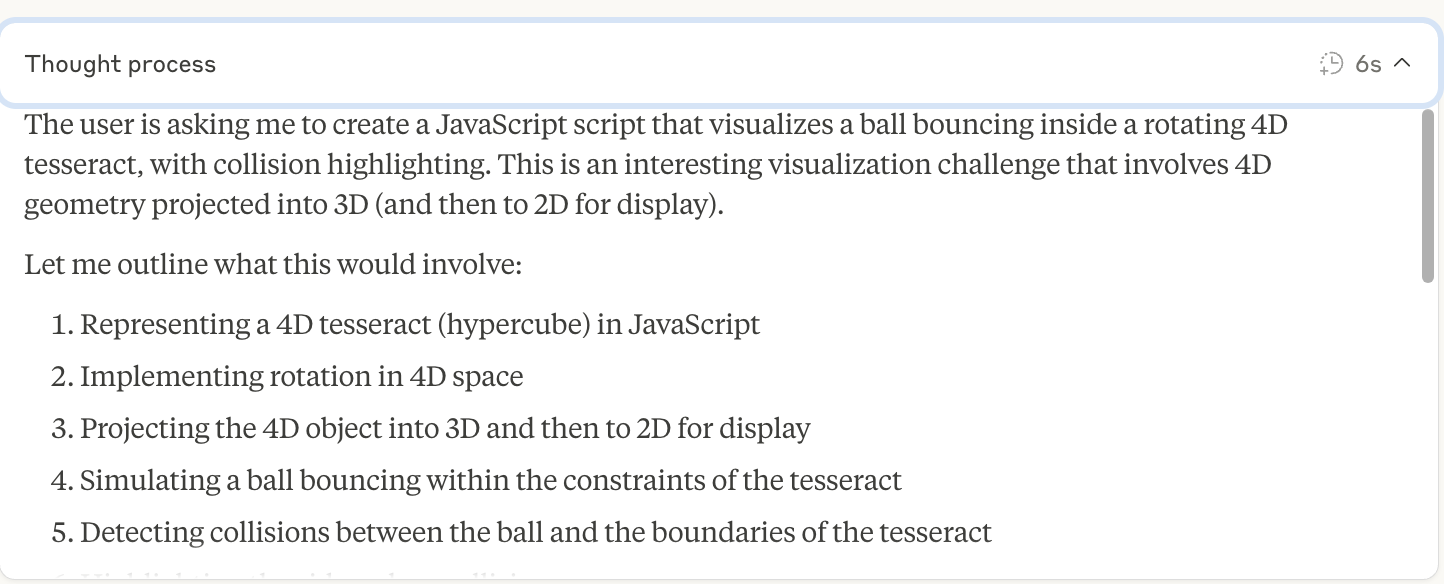 Thought process
6s
The user is asking me to create a JavaScript script that visualizes a ball bouncing inside a rotating 4D
tesseract, with collision highlighting. This is an interesting visualization challenge that involves 4D
geometry projected into 3D (and then to 2D for display).
Let me outline what this would involve:
1. Representing a 4D tesseract (hypercube) in JavaScript
2. Implementing rotation in 4D space
3. Projecting the 4D object into 3D and then to 2D for display
4. Simulating a ball bouncing within the constraints of the tesseract
5. Detecting collisions between the ball and the boundaries of the tesseract